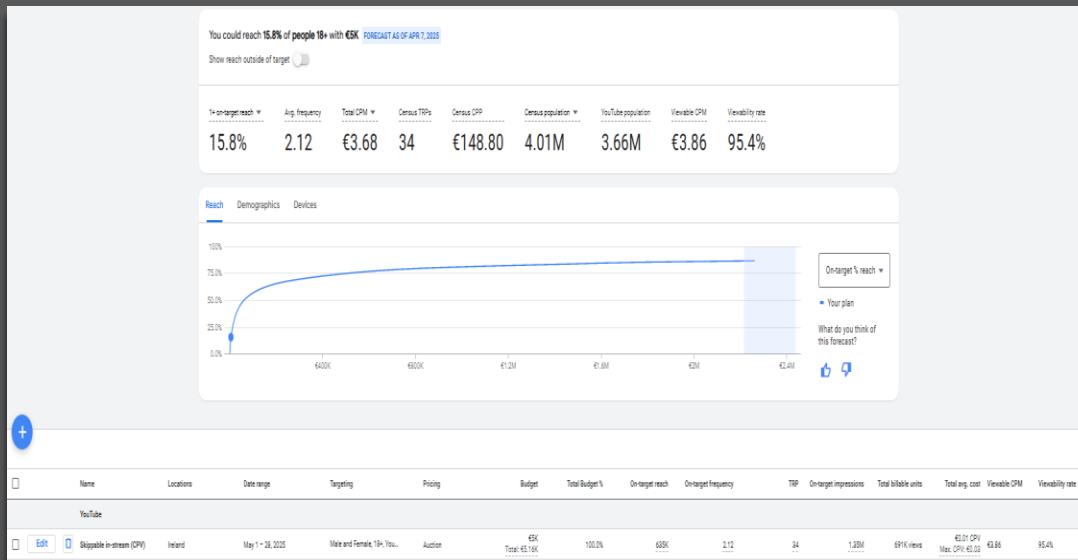 You could reach 15.8% of people 18+ with €5K FORECAST AS OF APR 7, 2025
Show reach outside of target
1+ on-target reach Avg. frequency Total CPM Census TRPs Census CPP Census population YouTube population Viewable CPM Viewability rate
15.8% 2.12 €3.68 34 €148.80 4.01M 3.66M €3.86 95.4%
Reach Demographics Devices
100%
75.0%
50.0%
25.0%
0.0%
€400K €800K €1.2M €1.6M €2M €2.4M
On-target % reach
Your plan
What do you think of
this forecast?
+
Name Locations Date range Targeting Pricing Budget Total Budget % On-target reach On-target frequency TRP On-target impressions Total billable units Total avg. cost Viewable CPM Viewability rate
YouTube
Edit Skippable in-stream (CPV) Ireland May 1 – 28, 2025 Male and Female, 18+, You... Auction €5K 100.0% 635K 2.12 34 1.35M 691K views €0.01 CPV €3.86 95.4%
Total: €5.16K Max. CPV: €0.03